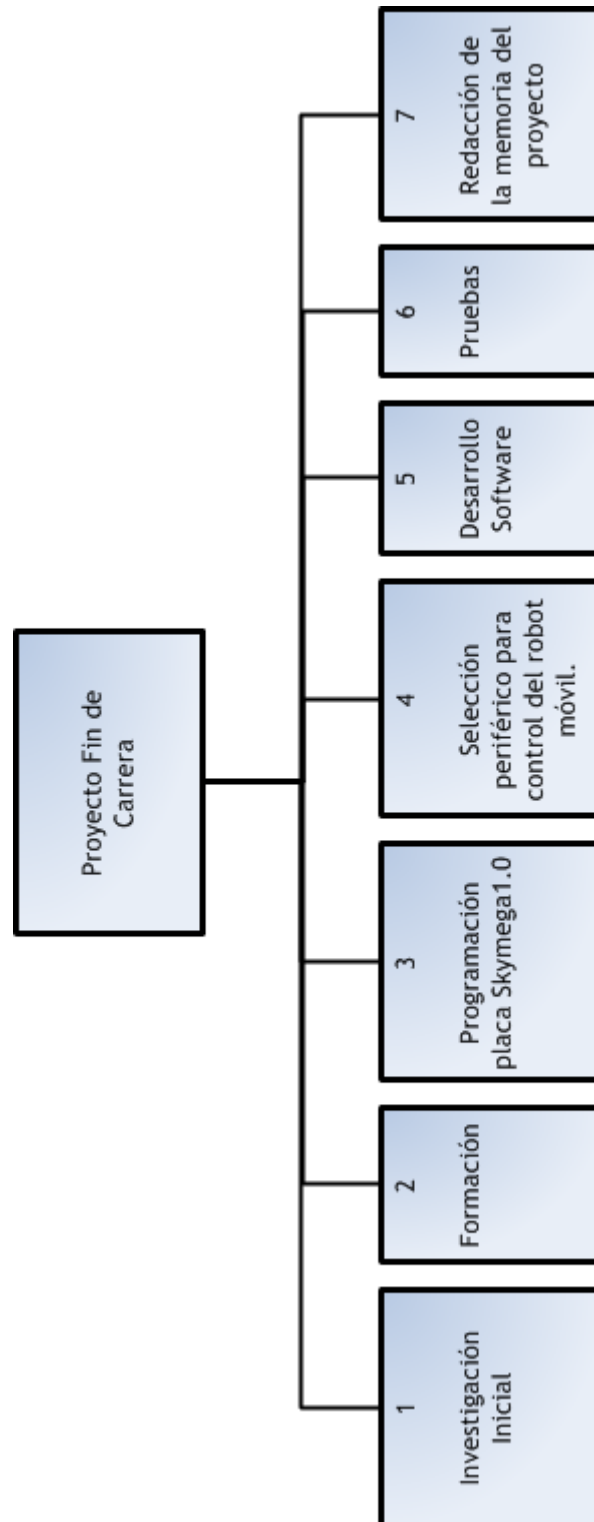 Proyecto Fin de
Carrera
1
Investigación
Inicial
2
Formación
3
Programación
placa Skymega1.0
4
Selección
periférico para
control del robot
móvil.
5
Desarrollo
Software
6
Pruebas
7
Redacción de
la memoria del
proyecto